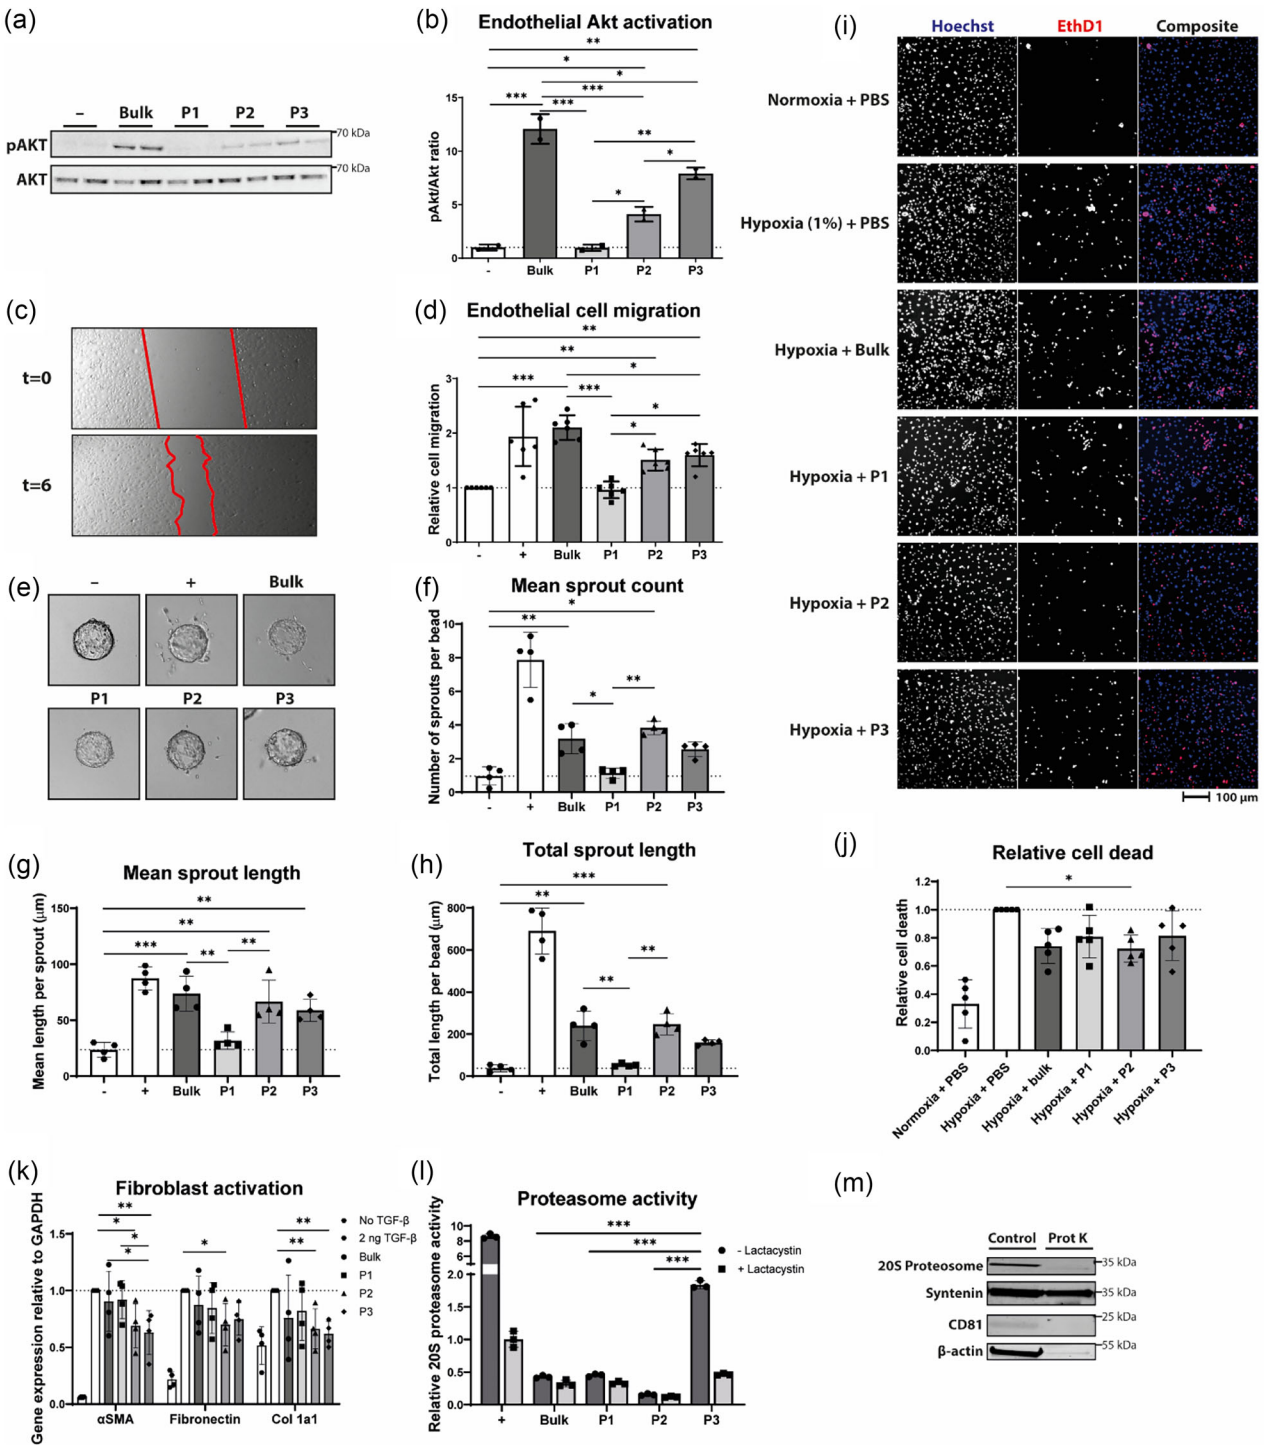 (a)
– Bulk P1 P2 P3
pAKT
70 kDa
AKT
70 kDa
(b)
Endothelial Akt activation
**
*
*
***
*** ***
**
*
*
pAkt/Akt ratio
15
10
5
0
- Bulk P1 P2 P3
(c)
t=0
t=6
(d)
Endothelial cell migration
**
**
*
*** ***
*
*
Relative cell migration
3
2
1
0
- + Bulk P1 P2 P3
(e)
– + Bulk
P1 P2 P3
(f)
Mean sprout count
*
**
**
*
Number of sprouts per bead
10
8
6
4
2
0
- + Bulk P1 P2 P3
(g)
Mean sprout length
**
**
*** ** **
Mean length per sprout (μm)
150
100
50
0
- + Bulk P1 P2 P3
(h)
Total sprout length
***
**
**
**
Total length per bead (μm)
800
600
400
200
0
- + Bulk P1 P2 P3
(i)
Hoechst EthD1 Composite
Normoxia + PBS
Hypoxia (1%) + PBS
Hypoxia + Bulk
Hypoxia + P1
Hypoxia + P2
Hypoxia + P3
100 μm
(j)
Relative cell dead
*
Relative cell death
1.2
1.0
0.8
0.6
0.4
0.2
0.0
Normoxia + PBS
Hypoxia + PBS
Hypoxia + bulk
Hypoxia + P1
Hypoxia + P2
Hypoxia + P3
(k)
Fibroblast activation
**
*
*
*
*
**
**
Gene expression relative to GAPDH
1.5
1.0
0.5
0.0
αSMA Fibronectin Col 1a1
No TGF-β
2 ng TGF-β
Bulk
P1
P2
P3
(l)
Proteasome activity
***
***
***
Relative 20S proteasome activity
10
8
6
2.0
1.5
1.0
0.5
0.0
+ Bulk P1 P2 P3
- Lactacystin
+ Lactacystin
(m)
Control Prot K
20S Proteosome
35 kDa
Syntenin
35 kDa
CD81
25 kDa
β-actin
55 kDa